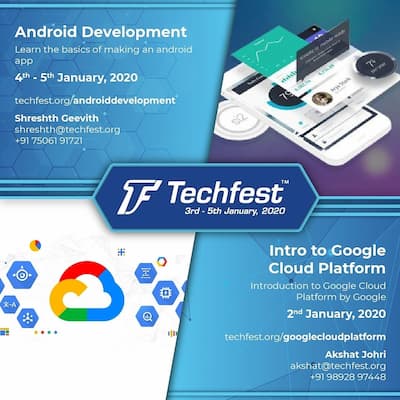 Android Development
Learn the basics of making an android
app
4th - 5th January, 2020
techfest.org/androiddevelopment
Shreshth Geevith
shreshth@techfest.org
+91 75061 91721
Techfest™
3rd - 5th January, 2020
Intro to Google
Cloud Platform
Introduction to Google Cloud
Platform by Google
2nd January, 2020
techfest.org/googlecloudplatform
Akshat Johri
akshat@techfest.org
+91 98928 97448